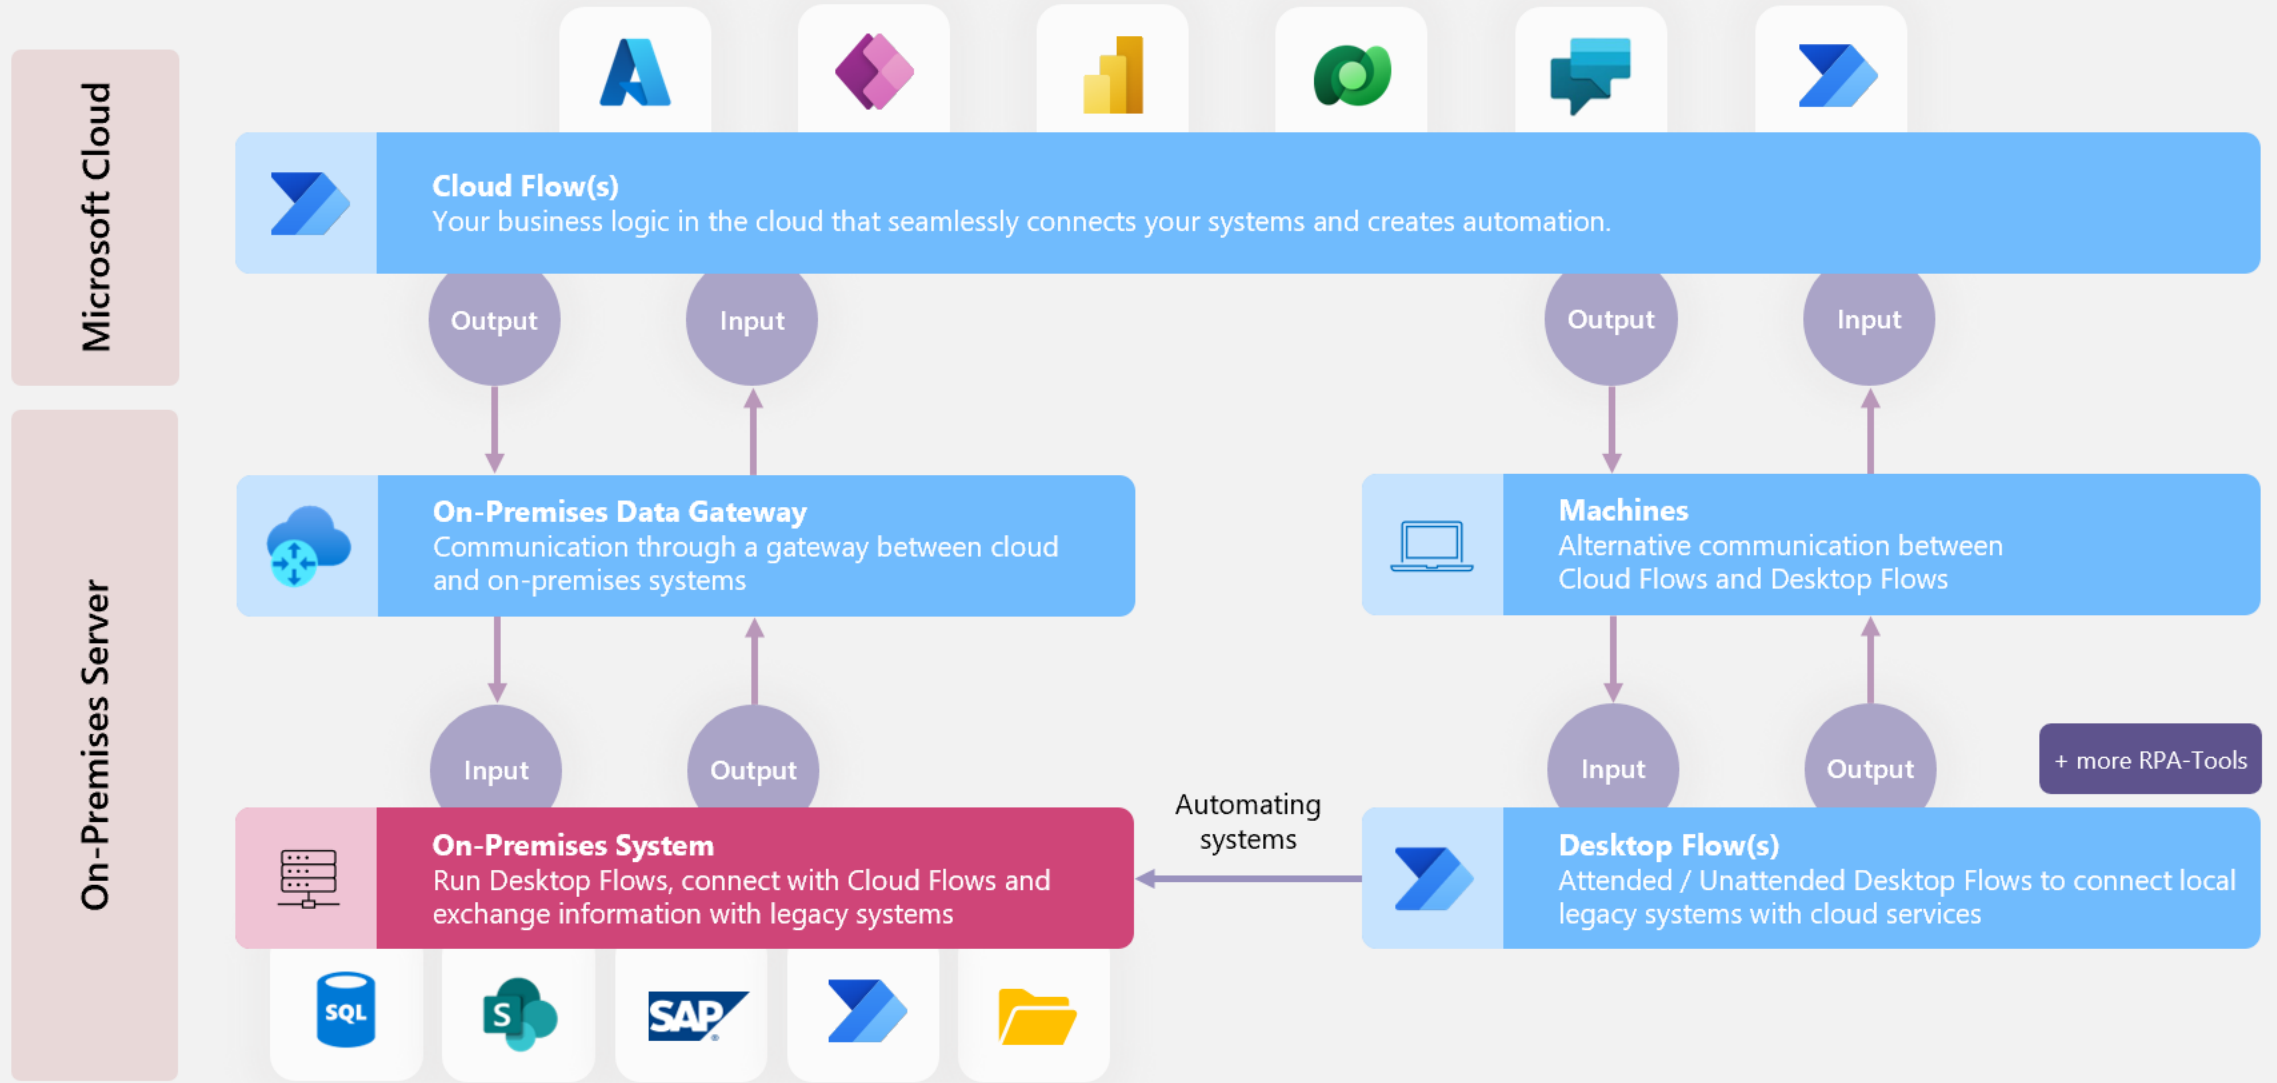 Microsoft Cloud
Cloud Flow(s)
Your business logic in the cloud that seamlessly connects your systems and creates automation.
Output
Input
Output
Input
On-Premises Server
On-Premises Data Gateway
Communication through a gateway between cloud
and on-premises systems
Machines
Alternative communication between
Cloud Flows and Desktop Flows
Input
Output
Input
Output
+ more RPA-Tools
On-Premises System
Run Desktop Flows, connect with Cloud Flows and
exchange information with legacy systems
Automating
systems
Desktop Flow(s)
Attended / Unattended Desktop Flows to connect local
legacy systems with cloud services
SQL
S
SAP®